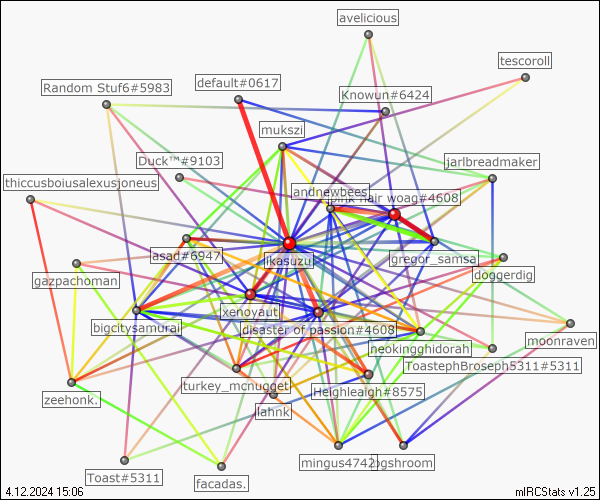 avelicious
tescoroll
Random Stuf6#5983
default#0617
Knowun#6424
mukszi
Duck™#9103
jarlbreadmaker
thiccusboiusalexusjoneus
andnewbees
pink hair woag#4608
asad#6947
ikasuzu
gregor_samsa
doggerdig
gazpachoman
xenoyaut
bigcitysamurai
disaster of passion#4608
neokingghidorah
moonraven
ToastephBroseph5311#5311
turkey_mcnugget
Heighleaigh#8575
zeehonk.
lahnk
mingus4742
Toast#5311
facadas.
4.12.2024 15:06
mIRCStats v1.25